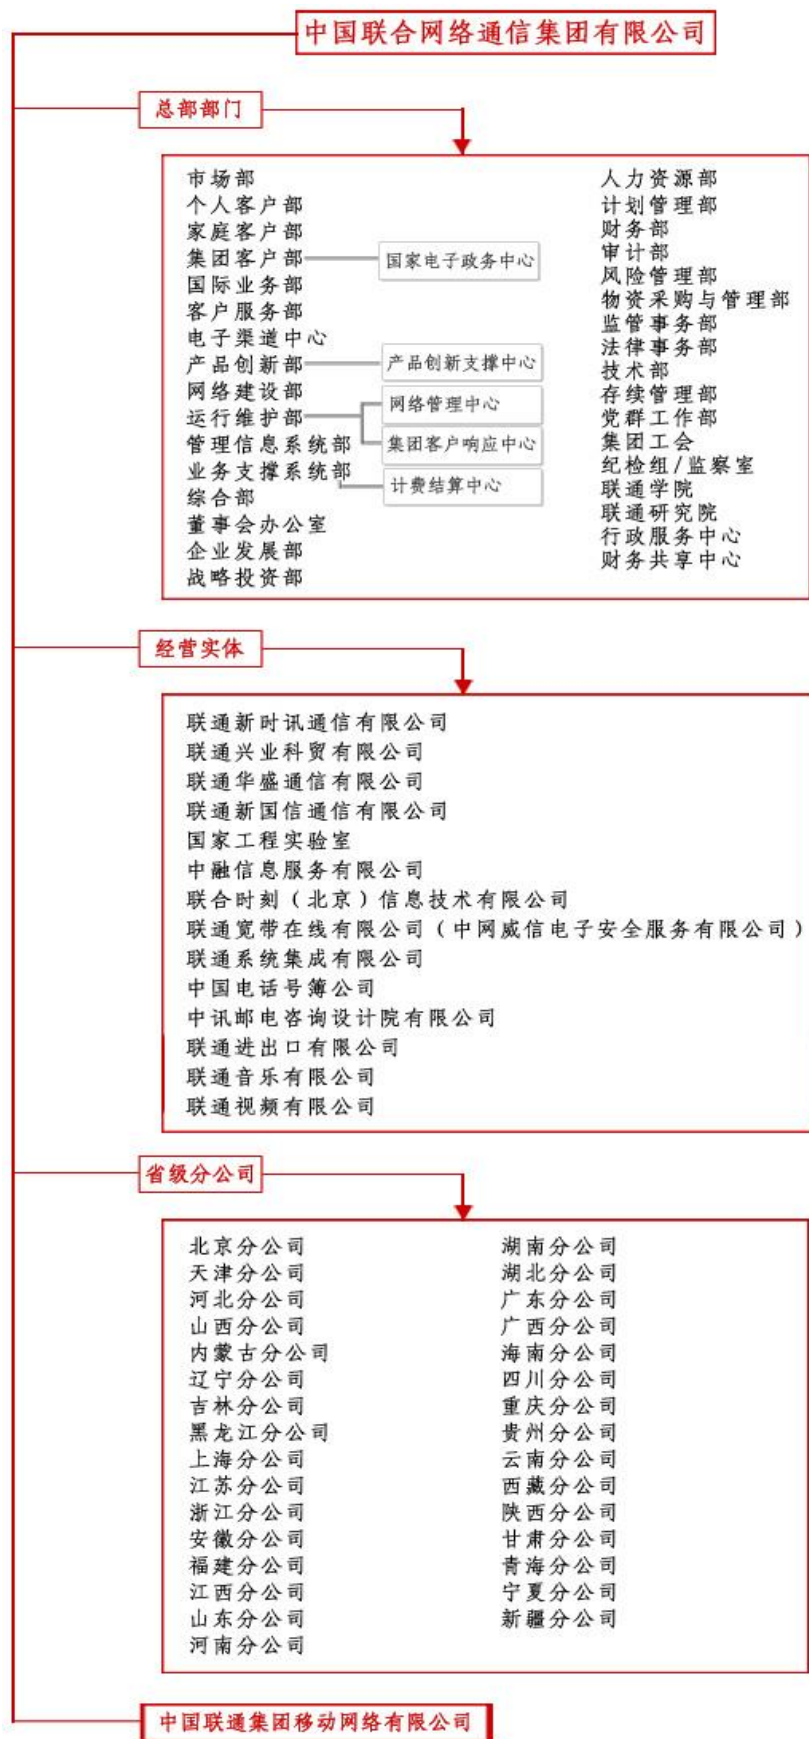 中国联合网络通信集团有限公司
总部部门
市场部
个人客户部
家庭客户部
集团客户部
国际业务部
客户服务部
电子渠道中心
产品创新部
网络建设部
运行维护部
管理信息系统部
业务支撑系统部
综合部
董事会办公室
企业发展部
战略投资部
国家电子政务中心
产品创新支撑中心
网络管理中心
集团客户响应中心
计费结算中心
人力资源部
计划管理部
财务部
审计部
风险管理部
物资采购与管理部
监管事务部
法律事务部
技术部
存续管理部
党群工作部
集团工会
纪检组/监察室
联通学院
联通研究院
行政服务中心
财务共享中心
经营实体
联通新时讯通信有限公司
联通兴业科贸有限公司
联通华盛通信有限公司
联通新国信通信有限公司
国家工程实验室
中融信息服务有限公司
联合时刻（北京）信息技术有限公司
联通宽带在线有限公司（中网威信电子安全服务有限公司）
联通系统集成有限公司
中国电话号簿公司
中讯邮电咨询设计院有限公司
联通进出口有限公司
联通音乐有限公司
联通视频有限公司
省级分公司
北京分公司
天津分公司
河北分公司
山西分公司
内蒙古分公司
辽宁分公司
吉林分公司
黑龙江分公司
上海分公司
江苏分公司
浙江分公司
安徽分公司
福建分公司
江西分公司
山东分公司
河南分公司
湖南分公司
湖北分公司
广东分公司
广西分公司
海南分公司
四川分公司
重庆分公司
贵州分公司
云南分公司
西藏分公司
陕西分公司
甘肃分公司
青海分公司
宁夏分公司
新疆分公司
中国联通集团移动网络有限公司